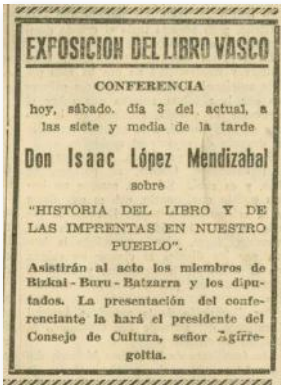 EXPOSICION DEL LIBRO VASCO
CONFERENCIA
hoy, sábado, día 3 del actual, a
las siete y media de la tarde
Don Isaac López Mendizabal
sobre
"HISTORIA DEL LIBRO Y DE
LAS IMPRENTAS EN NUESTRO
PUEBLO".
Asistirán al acto los miembros de
Bizkai-Buru-Batzarra y los dipu-
tados. La presentación del confe-
renciante la hará el presidente del
Consejo de Cultura, señor Agirre-
goitia.